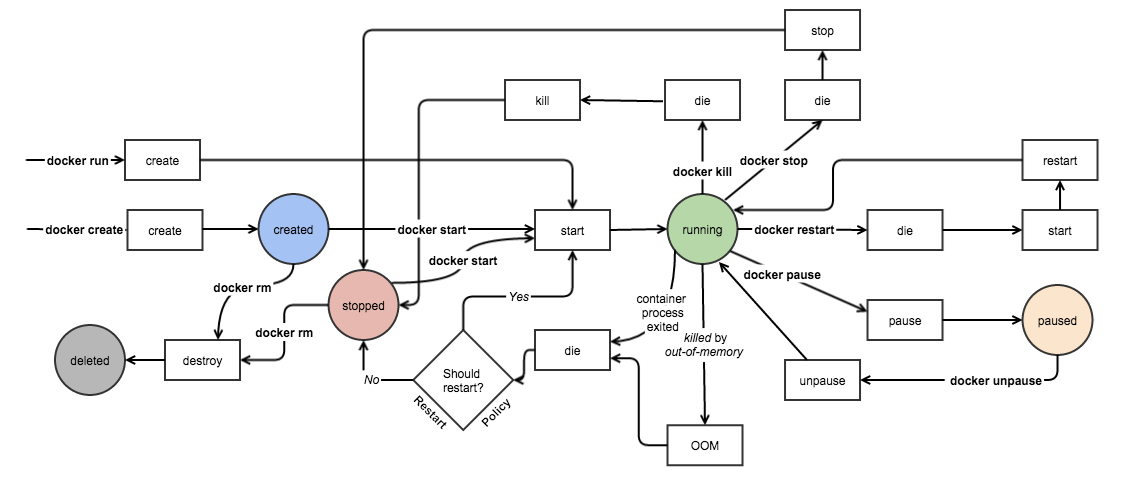 stop
kill
die
die
docker run
create
docker kill
docker stop
restart
docker create
create
created
docker start
start
running
docker restart
die
start
docker start
docker rm
stopped
Yes
container
process
exited
docker pause
pause
paused
docker rm
killed by
out-of-memory
deleted
destroy
No
Should
restart?
Restart
Policy
die
unpause
docker unpause
OOM